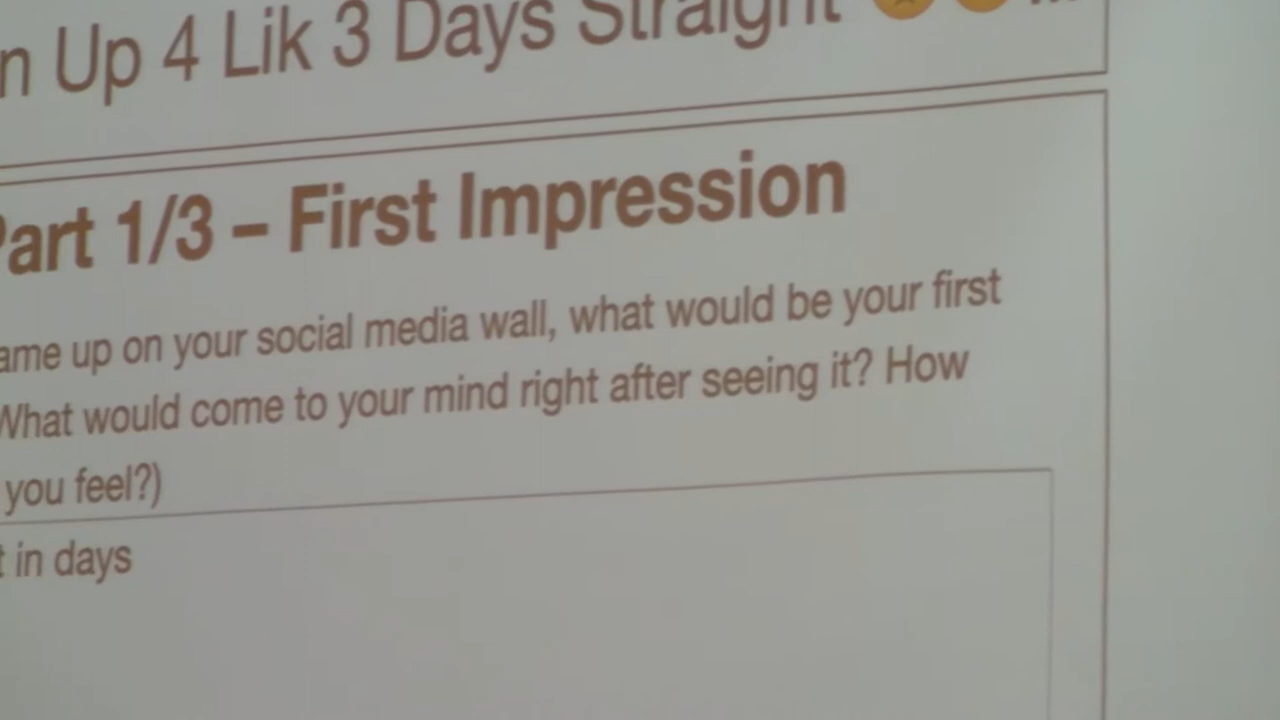 n Up 4 Lik 3 Days Straight
Part 1/3 – First Impression
ame up on your social media wall, what would be your first
What would come to your mind right after seeing it? How
you feel?)
t in days